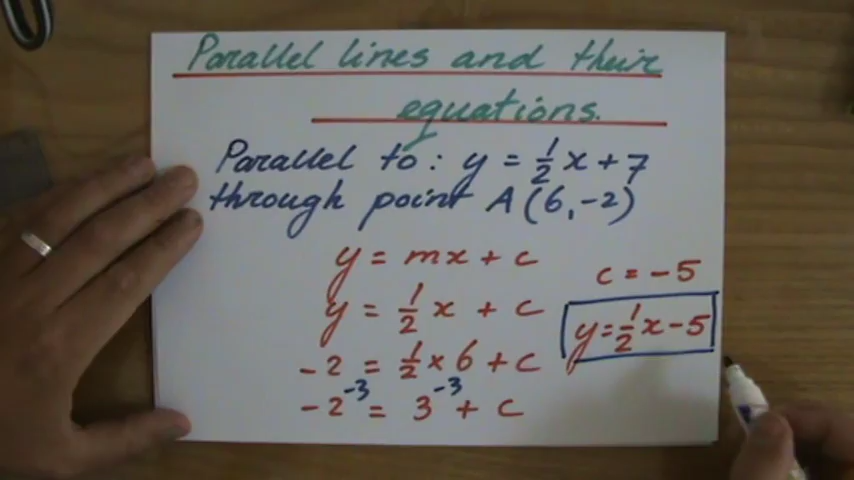 Parallel lines and their
equations.
Parallel to: y = 1/2 x + 7
through point A (6, -2)
y = mx + c
y = 1/2 x + c
-2 = 1/2 × 6 + c
-2 -3 = 3 -3 + c
c = -5
y = 1/2 x - 5